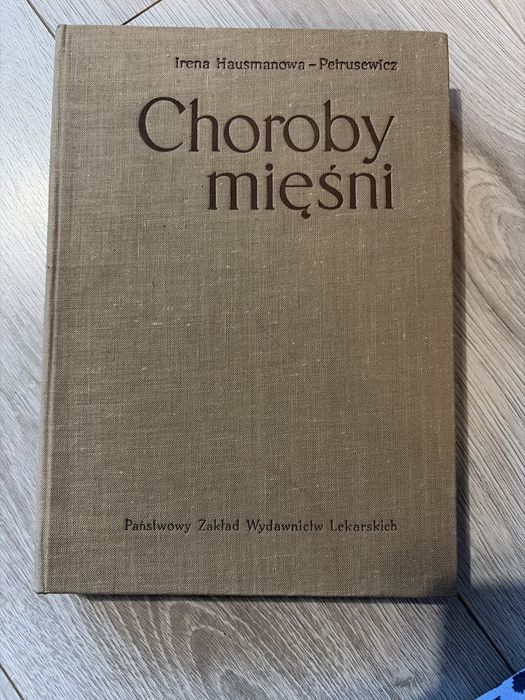 Irena Hausmanowa-Petrusewicz
Choroby
mięśni
Państwowy Zakład Wydawnictw Lekarskich